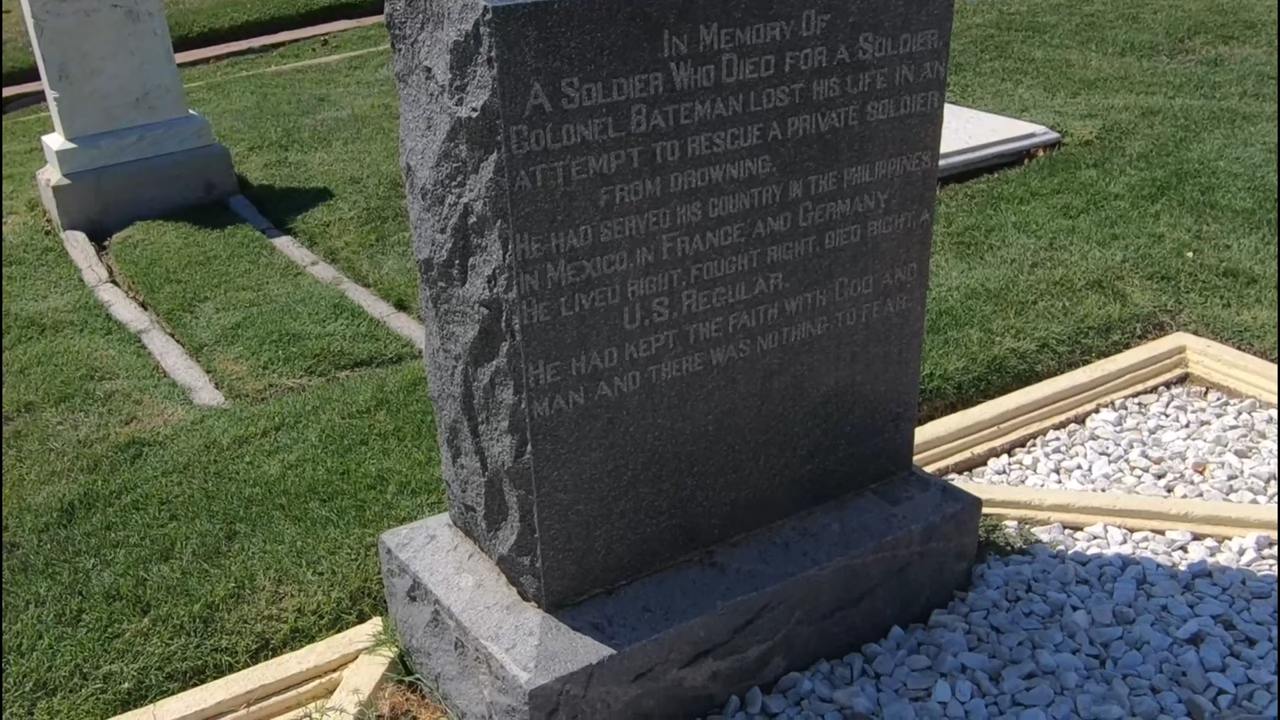 IN MEMORY OF
A SOLDIER WHO DIED FOR A SOLDIER.
COLONEL BATEMAN LOST HIS LIFE IN AN
ATTEMPT TO RESCUE A PRIVATE SOLDIER
FROM DROWNING.
HE HAD SERVED HIS COUNTRY IN THE PHILIPPINES
IN MEXICO, IN FRANCE AND GERMANY
HE LIVED RIGHT, FOUGHT RIGHT, DIED RIGHT, A
U.S. REGULAR.
HE HAD KEPT THE FAITH WITH GOD AND
MAN AND THERE WAS NOTHING TO FEAR.